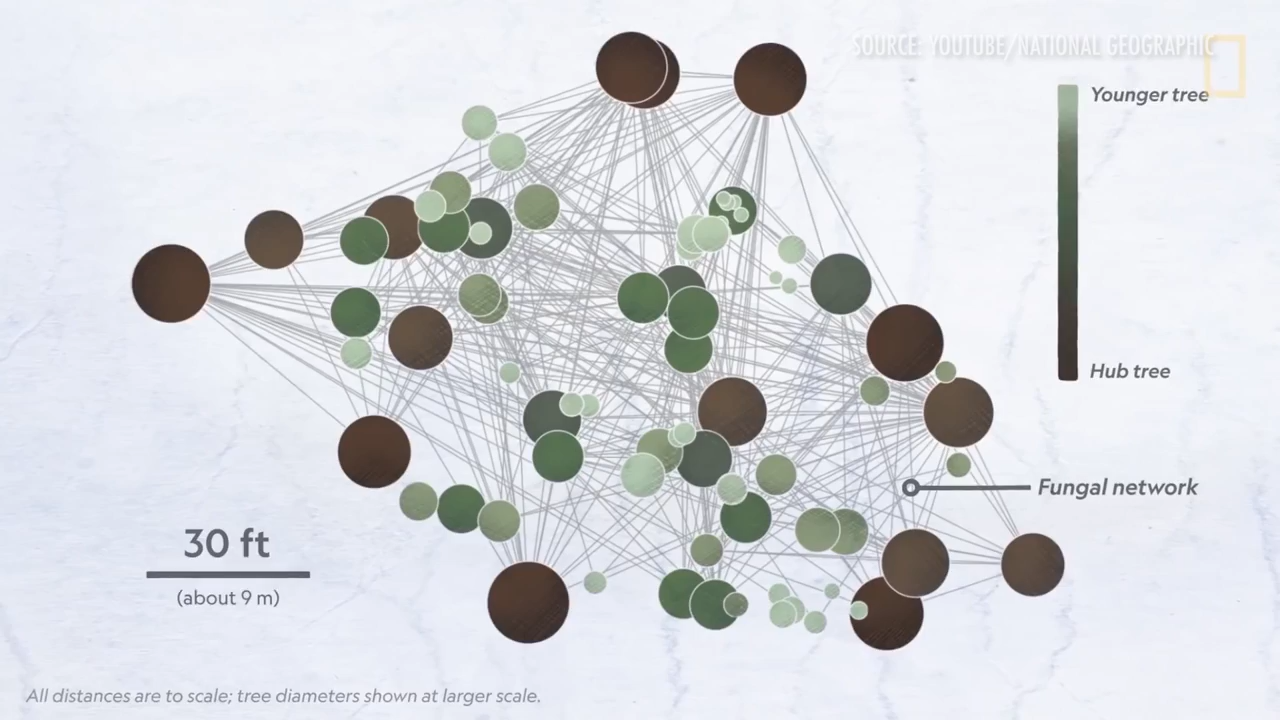 SOURCE: YOUTUBE/NATIONAL GEOGRAPHIC
Younger tree
Hub tree
Fungal network
30 ft
(about 9 m)
All distances are to scale; tree diameters shown at larger scale.